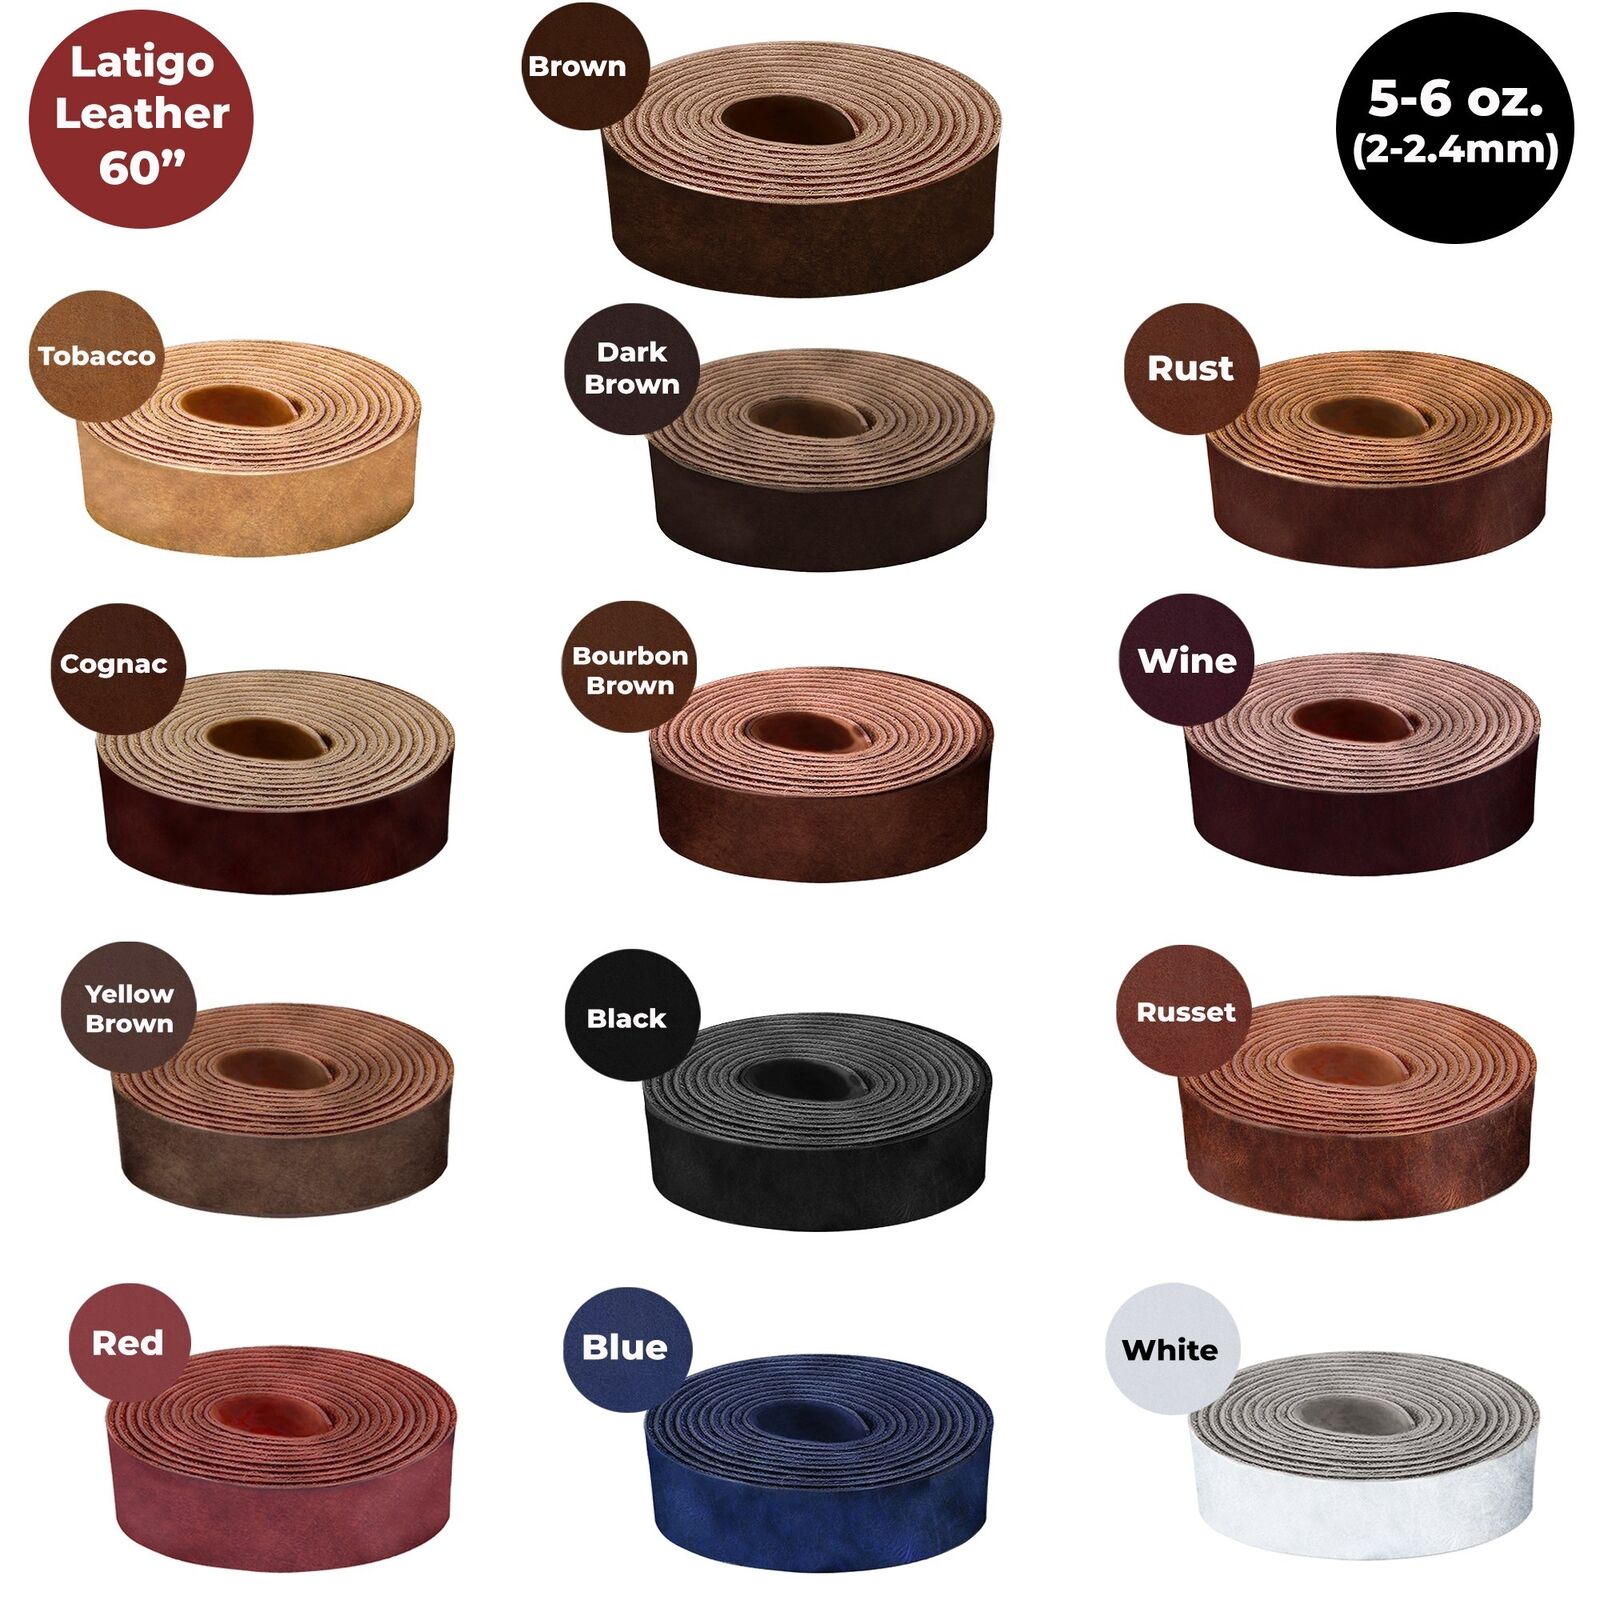 Latigo
Leather
60”
Brown
5-6 oz.
(2-2.4mm)
Tobacco
Dark
Brown
Rust
Cognac
Bourbon
Brown
Wine
Yellow
Brown
Black
Russet
Red
Blue
White